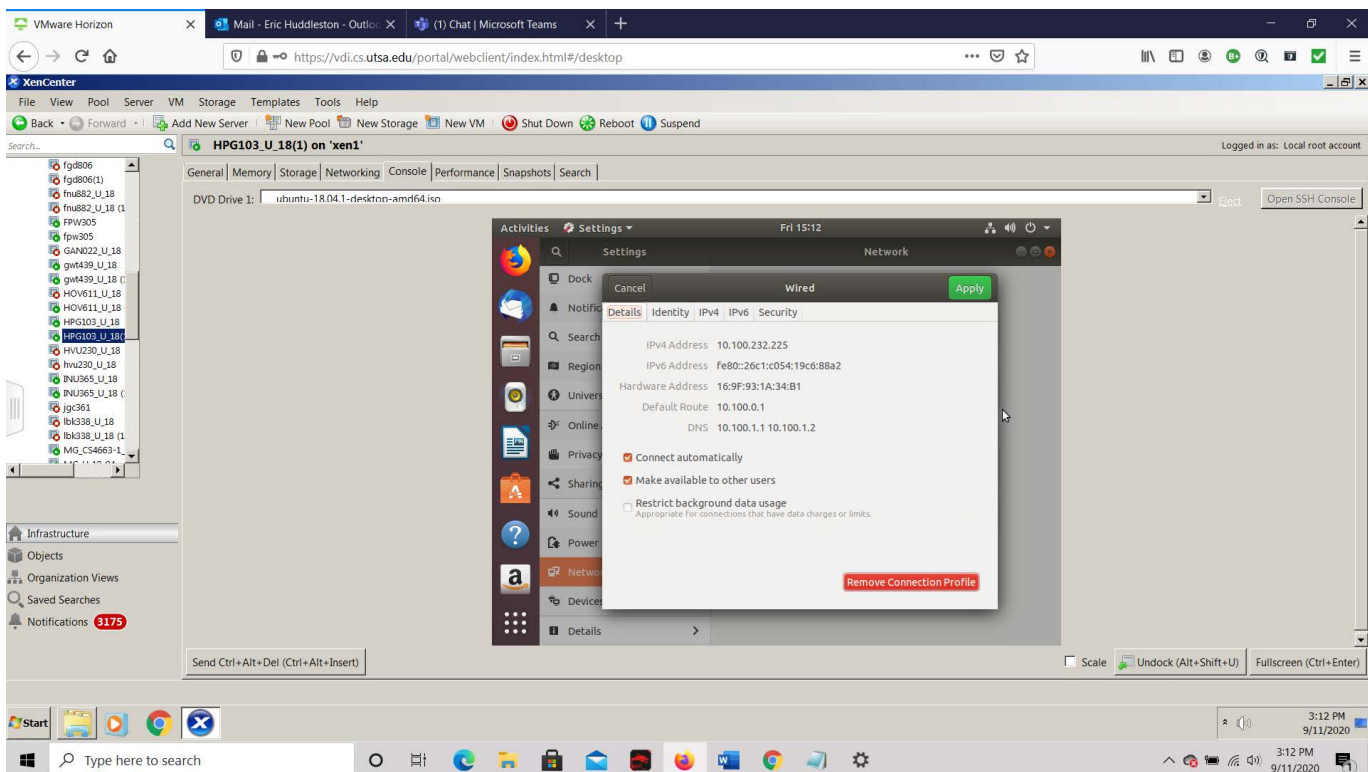 VMware Horizon
Mail - Eric Huddleston - Outlo
(1) Chat | Microsoft Teams
https://vdi.cs.utsa.edu/portal/webclient/index.html#/desktop
XenCenter
File View Pool Server VM Storage Templates Tools Help
Back Forward Add New Server New Pool New Storage New VM Shut Down Reboot Suspend
Search...
HPG103_U_18(1) on 'xen1'
Logged in as: Local root account
General Memory Storage Networking Console Performance Snapshots Search
DVD Drive 1: ubuntu-18.04.1-desktop-amd64.iso
Eject
Open SSH Console
fgd806
fgd806(1)
fnu882_U_18
fnu882_U_18 (1
FPW305
fpw305
GAN022_U_18
gwt439_U_18
gwt439_U_18 (
HOV611_U_18
HOV611_U_18
HPG103_U_18
HPG103_U_18(
HVU230_U_18
hvu230_U_18
INU365_U_18
INU365_U_18 (
jgc361
lbk338_U_18
lbk338_U_18 (1
MG_CS4663-1_
Infrastructure
Objects
Organization Views
Saved Searches
Notifications 3175
Activities Settings Fri 15:12
Settings Network
Dock
Notific
Search
Region
Univers
Online
Privacy
Sharing
Sound
Power
Netwo
Devices
Details
Cancel Wired Apply
Details Identity IPv4 IPv6 Security
IPv4 Address 10.100.232.225
IPv6 Address fe80::26c1:c054:19c6:88a2
Hardware Address 16:9F:93:1A:34:B1
Default Route 10.100.0.1
DNS 10.100.1.1 10.100.1.2
Connect automatically
Make available to other users
Restrict background data usage
Appropriate for connections that have data charges or limits.
Remove Connection Profile
Send Ctrl+Alt+Del (Ctrl+Alt+Insert)
Scale Undock (Alt+Shift+U) Fullscreen (Ctrl+Enter)
Start
3:12 PM
9/11/2020
Type here to search
3:12 PM
9/11/2020